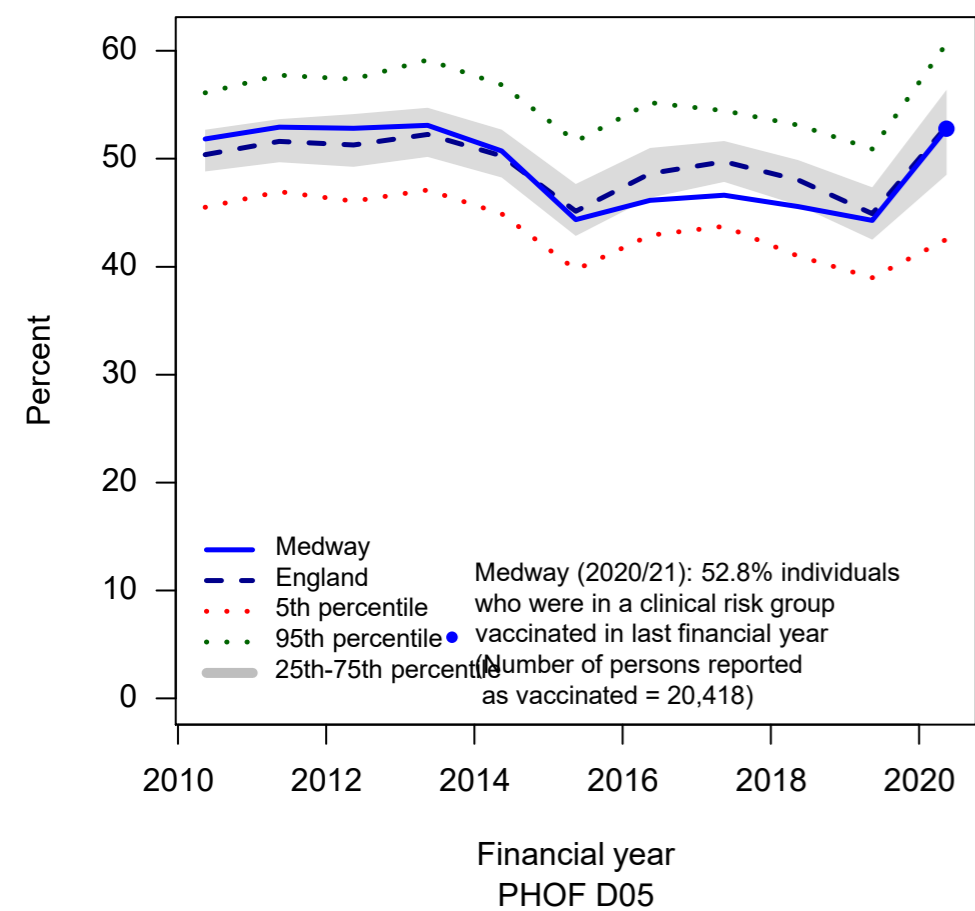 60
50
40
30
20
10
0
Percent
Medway
England
5th percentile
95th percentile
25th-75th percentile
Medway (2020/21): 52.8% individuals
who were in a clinical risk group
vaccinated in last financial year
(Number of persons reported
as vaccinated = 20,418)
2010 2012 2014 2016 2018 2020
Financial year
PHOF D05